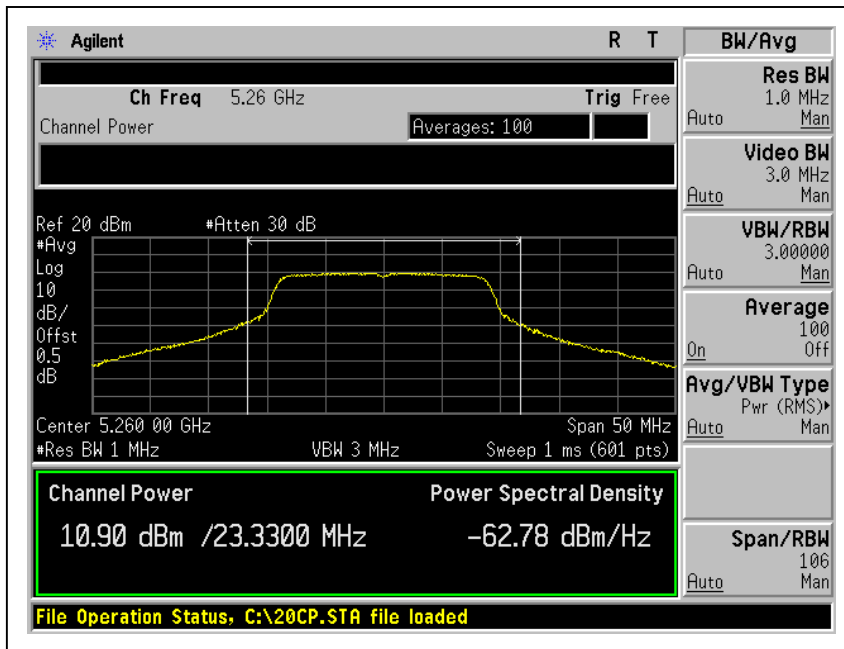 Agilent R T
Ch Freq 5.26 GHz Trig Free
Channel Power Averages: 100
Ref 20 dBm #Atten 30 dB
#Avg
Log
10
dB/
Offst
0.5
dB
Center 5.260 00 GHz Span 50 MHz
#Res BW 1 MHz VBW 3 MHz Sweep 1 ms (601 pts)
Channel Power Power Spectral Density
10.90 dBm /23.3300 MHz -62.78 dBm/Hz
File Operation Status, C:\20CP.STA file loaded
BW/Avg
Res BW
1.0 MHz
Auto Man
Video BW
3.0 MHz
Auto Man
VBW/RBW
3.00000
Auto Man
Average
100
On Off
Avg/VBW Type
Pwr (RMS)▸
Auto Man
Span/RBW
106
Auto Man